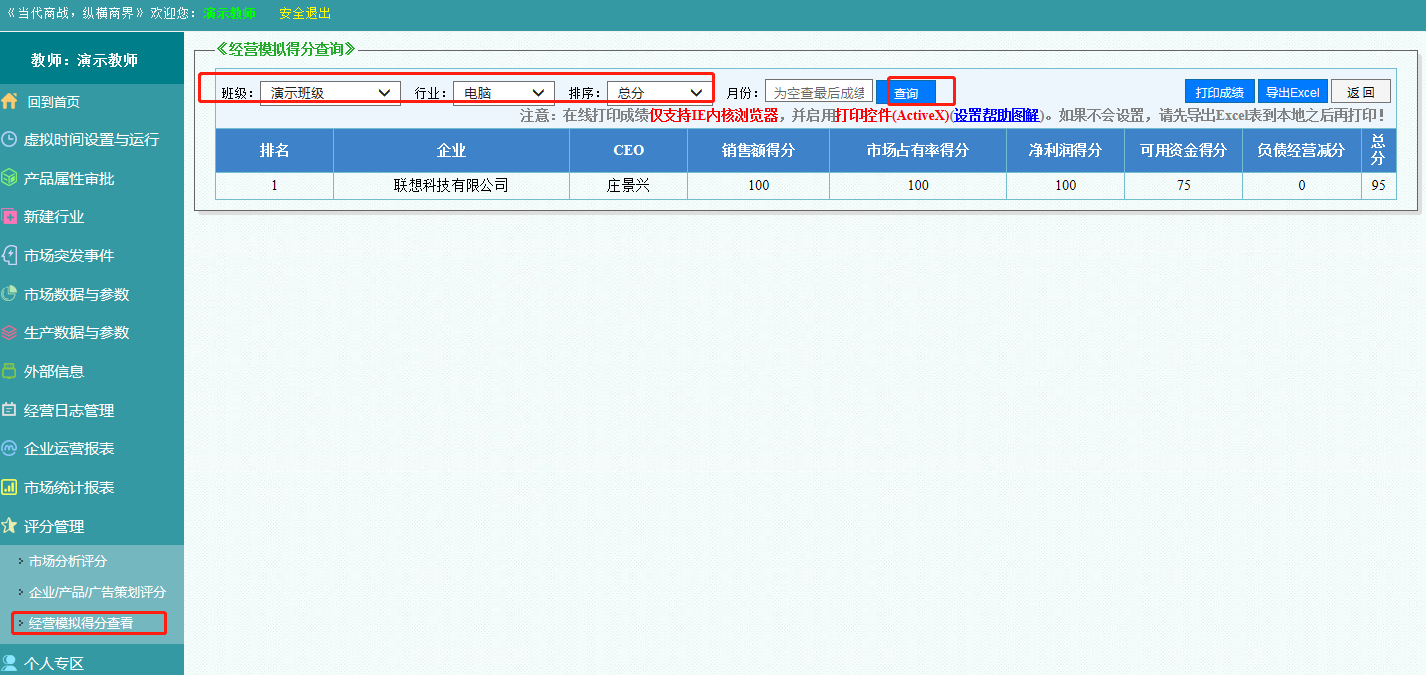 《当代商战，纵横商界》欢迎您：演示教师 安全退出
教师：演示教师
回到首页
虚拟时间设置与运行
产品属性审批
新建行业
市场突发事件
市场数据与参数
生产数据与参数
外部信息
经营日志管理
企业运营报表
市场统计报表
评分管理
市场分析评分
企业/产品/广告策划评分
经营模拟得分查看
个人专区
《经营模拟得分查询》
班级： 演示班级 行业： 电脑 排序： 总分 月份： 为空查最后成绩 查询 打印成绩 导出Excel 返 回
注意：在线打印成绩仅支持IE内核浏览器，并启用打印控件(ActiveX)(设置帮助图解)。如果不会设置，请先导出Excel表到本地之后再打印！
排名 企业 CEO 销售额得分 市场占有率得分 净利润得分 可用资金得分 负债经营减分 总分
1 联想科技有限公司 庄景兴 100 100 100 75 0 95